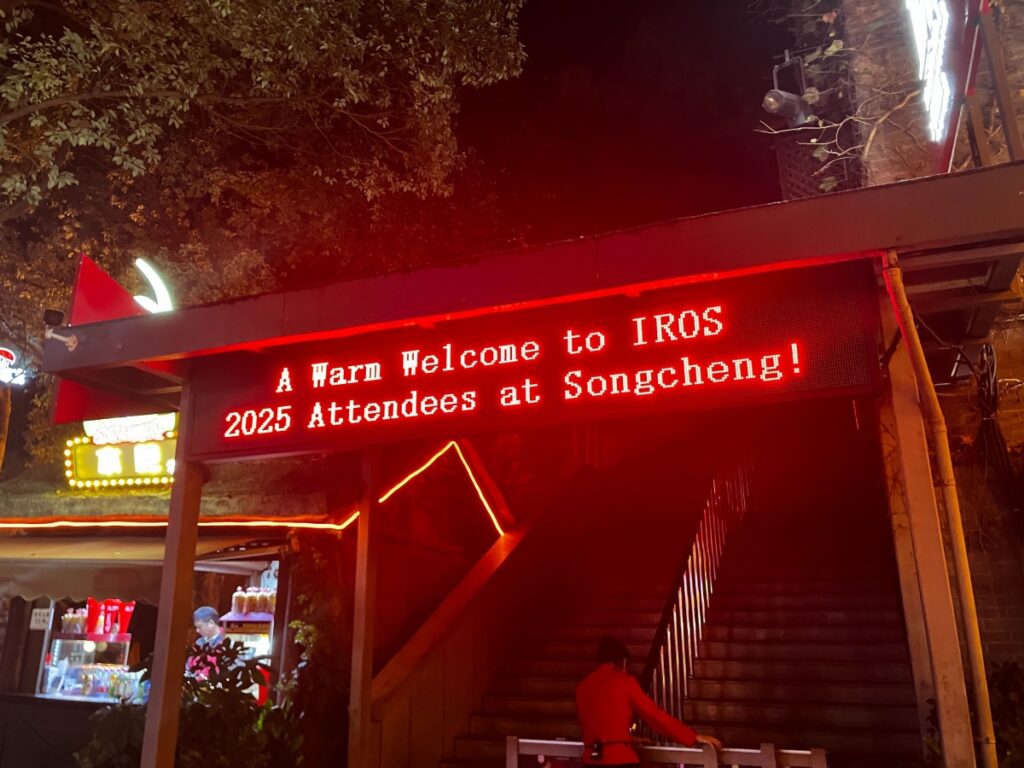 A Warm Welcome to IROS
2025 Attendees at Songcheng!